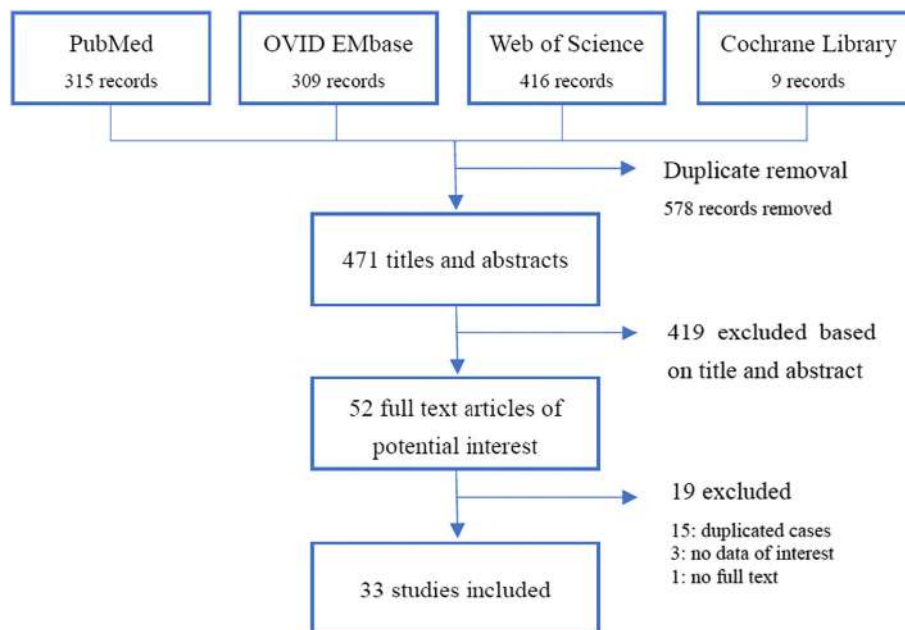 PubMed
315 records
OVID EMbase
309 records
Web of Science
416 records
Cochrane Library
9 records
Duplicate removal
578 records removed
471 titles and abstracts
419 excluded based
on title and abstract
52 full text articles of
potential interest
19 excluded
15: duplicated cases
3: no data of interest
1: no full text
33 studies included